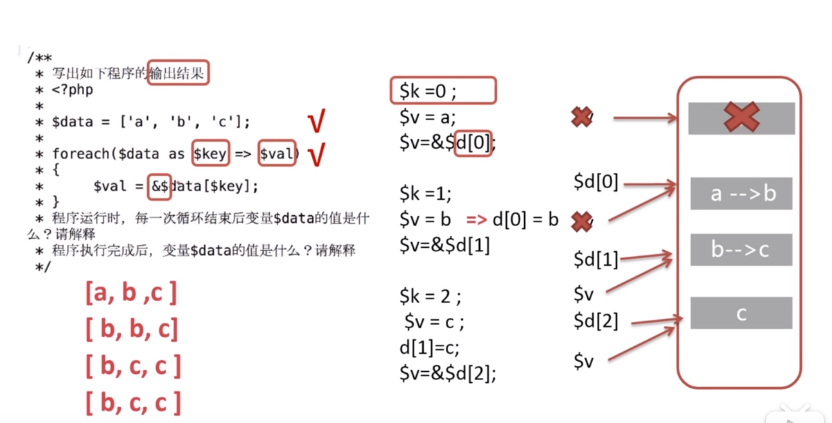 /**
* 写出如下程序的输出结果
* <?php
*
* $data = ['a', 'b', 'c'];
*
* foreach($data as $key => $val)
* {
* $val = &$data[$key];
* }
* 程序运行时，每一次循环结束后变量$data的值是什
么？请解释
* 程序执行完成后，变量$data的值是什么？请解释
*/
[a, b ,c ]
[ b, b, c]
[ b, c, c ]
[ b, c, c ]
$k =0 ;
$v = a;
$v=&$d[0];
$k =1;
$v = b => d[0] = b
$v=&$d[1]
$k = 2 ;
$v = c ;
d[1]=c;
$v=&$d[2];
$d[0]
$d[1]
$v
$d[2]
$v
a -->b
b-->c
c